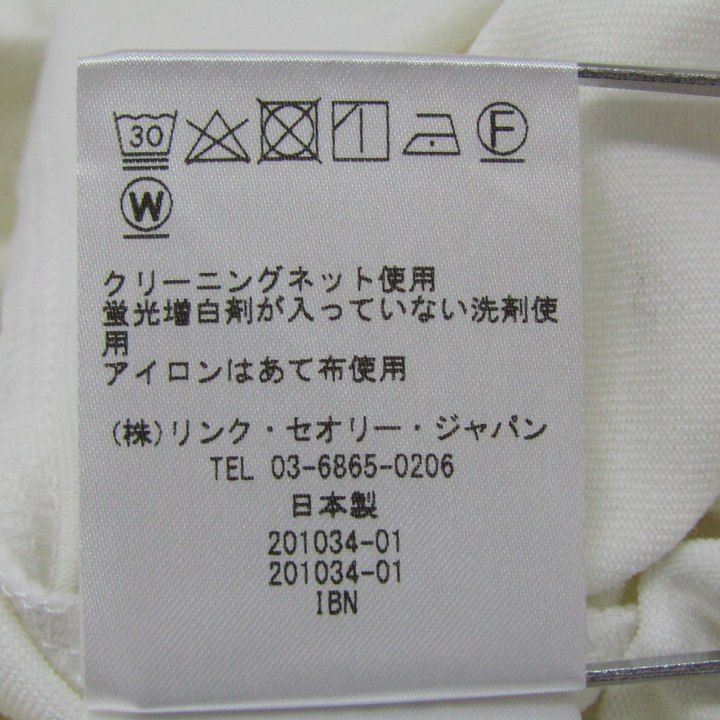 30
F
W
クリーニングネット使用
蛍光増白剤が入っていない洗剤使
用
アイロンはあて布使用
(株)リンク・セオリー・ジャパン
TEL 03-6865-0206
日本製
201034-01
201034-01
IBN